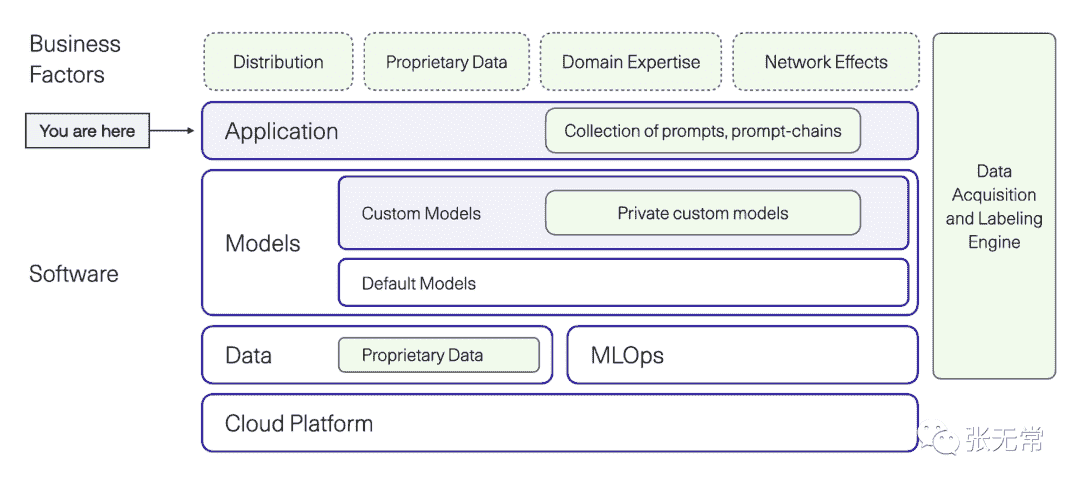 Business
Factors
Distribution
Proprietary Data
Domain Expertise
Network Effects
You are here
Application
Collection of prompts, prompt-chains
Data
Acquisition
and Labeling
Engine
Software
Models
Custom Models
Private custom models
Default Models
Data
Proprietary Data
MLOps
Cloud Platform
张无常